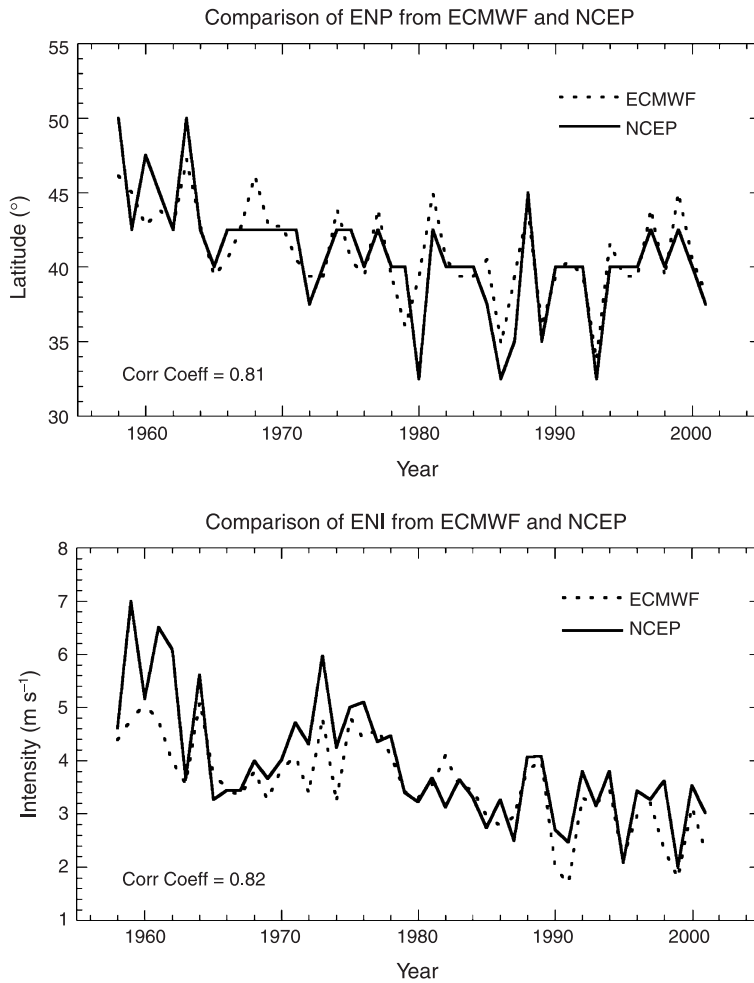 Comparison of ENP from ECMWF and NCEP
55
50
45
40
35
30
Latitude (°)
ECMWF
NCEP
Corr Coeff = 0.81
1960 1970 1980 1990 2000
Year
Comparison of ENI from ECMWF and NCEP
8
7
6
5
4
3
2
1
Intensity (m s⁻¹)
ECMWF
NCEP
Corr Coeff = 0.82
1960 1970 1980 1990 2000
Year